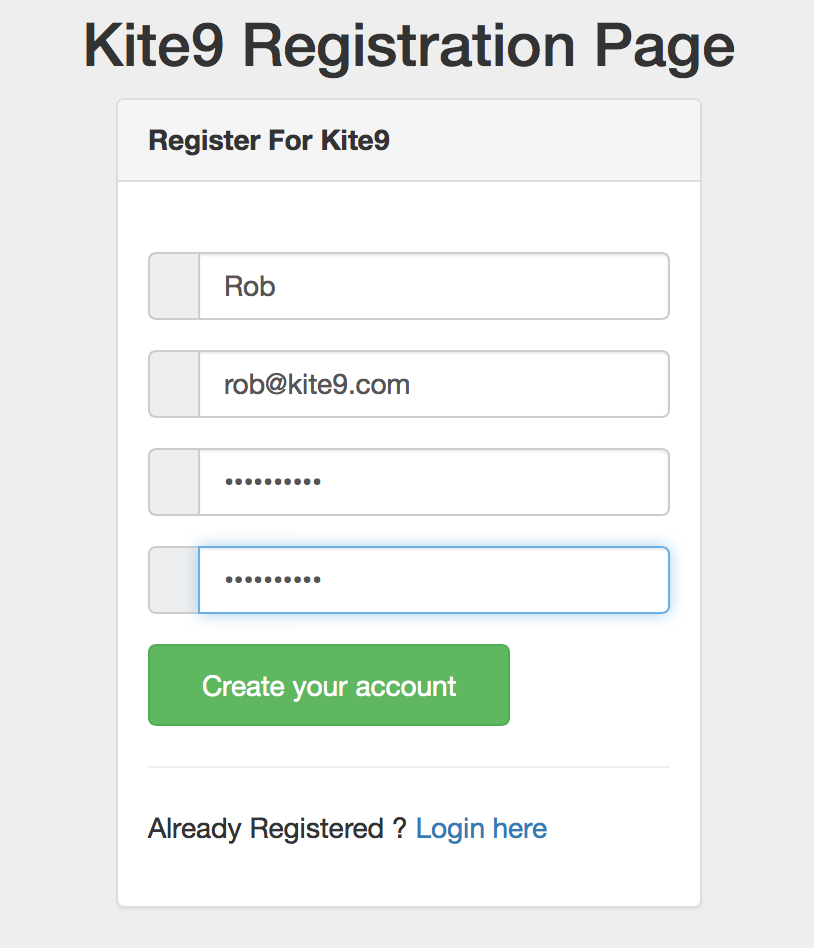 Kite9 Registration Page
Register For Kite9
Rob
rob@kite9.com
••••••••••
••••••••••
Create your account
Already Registered ? Login here